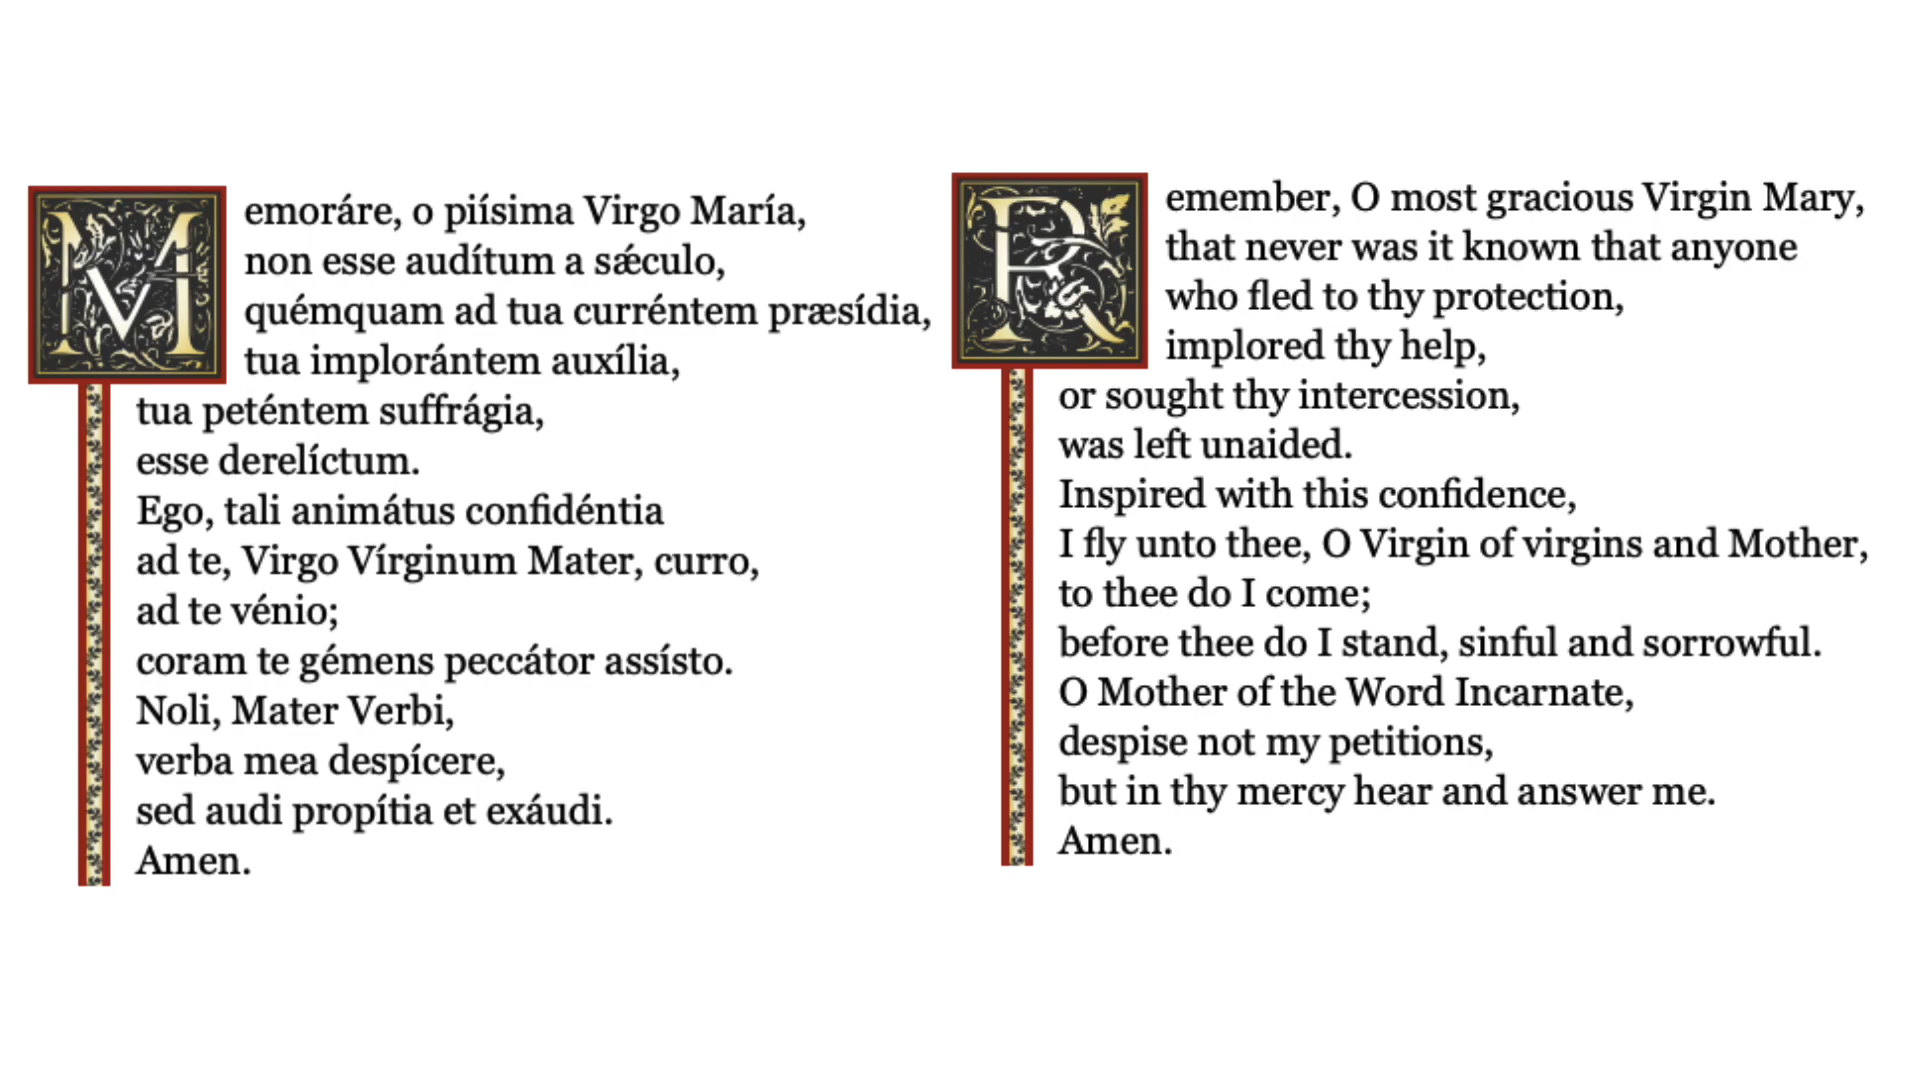 Memoráre, o piísima Virgo María,
non esse audítum a sǽculo,
quémquam ad tua curréntem præsídia,
tua implorántem auxília,
tua peténtem suffrágia,
esse derelíctum.
Ego, tali animátus confidéntia
ad te, Virgo Vírginum Mater, curro,
ad te vénio;
coram te gémens peccátor assísto.
Noli, Mater Verbi,
verba mea despícere,
sed audi propítia et exáudi.
Amen.
Remember, O most gracious Virgin Mary,
that never was it known that anyone
who fled to thy protection,
implored thy help,
or sought thy intercession,
was left unaided.
Inspired with this confidence,
I fly unto thee, O Virgin of virgins and Mother,
to thee do I come;
before thee do I stand, sinful and sorrowful.
O Mother of the Word Incarnate,
despise not my petitions,
but in thy mercy hear and answer me.
Amen.